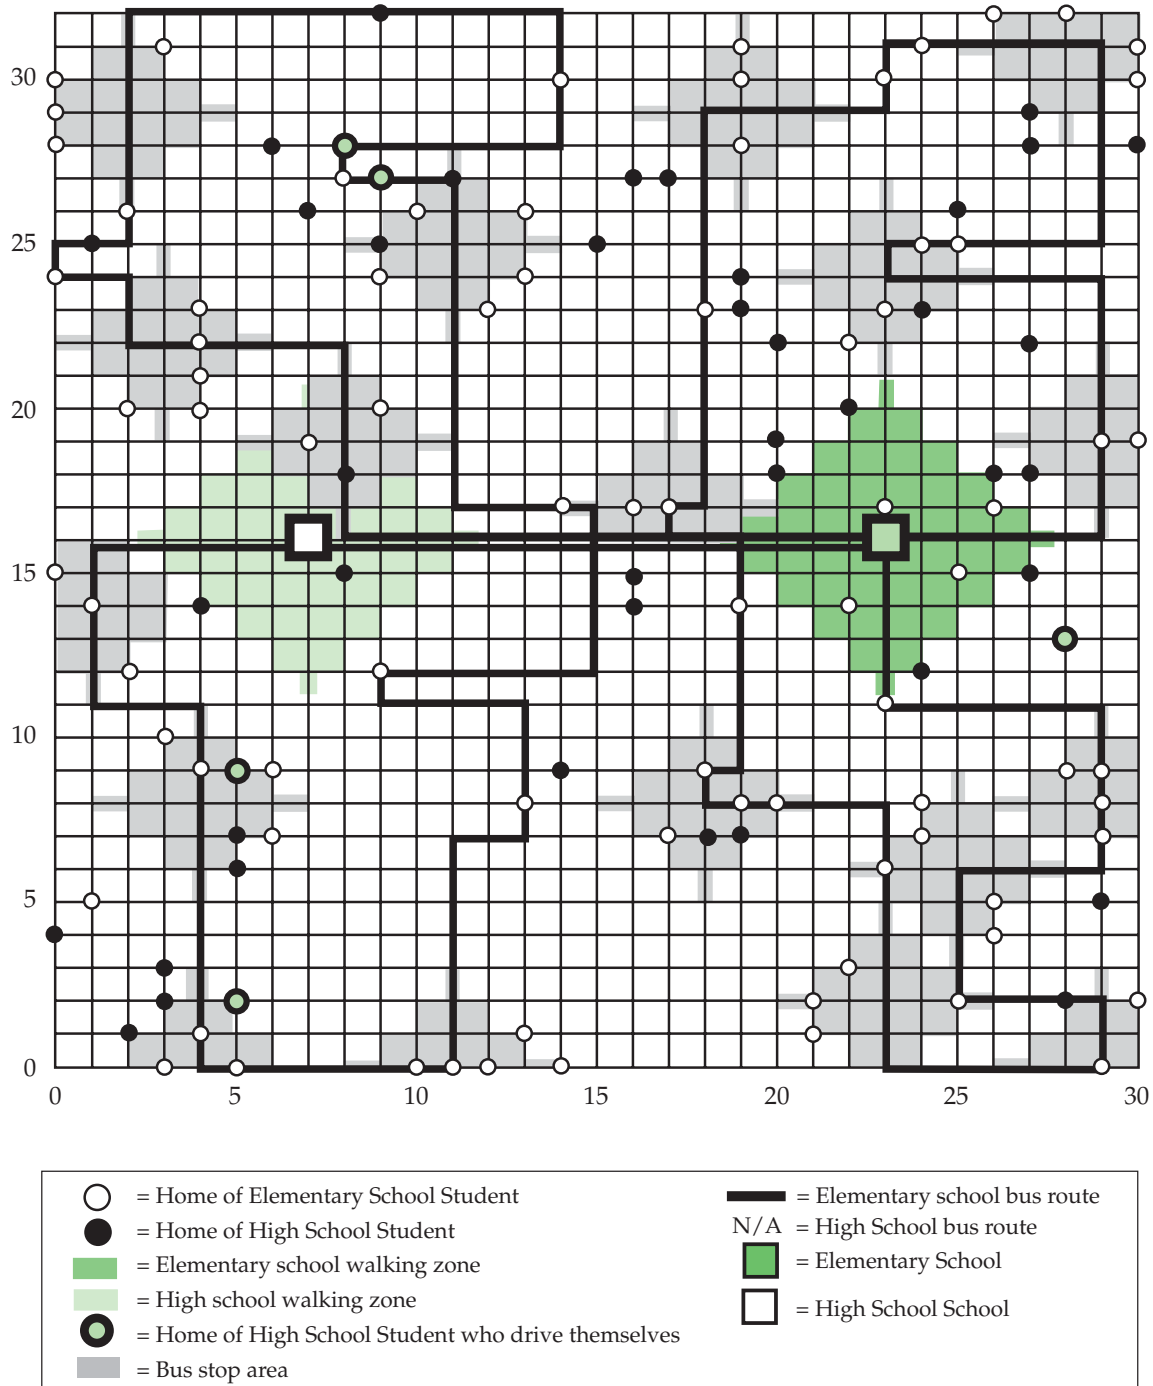 30
25
20
15
10
5
0
0 5 10 15 20 25 30
= Home of Elementary School Student
= Home of High School Student
= Elementary school walking zone
= High school walking zone
= Home of High School Student who drive themselves
= Bus stop area
= Elementary school bus route
N/A = High School bus route
= Elementary School
= High School School